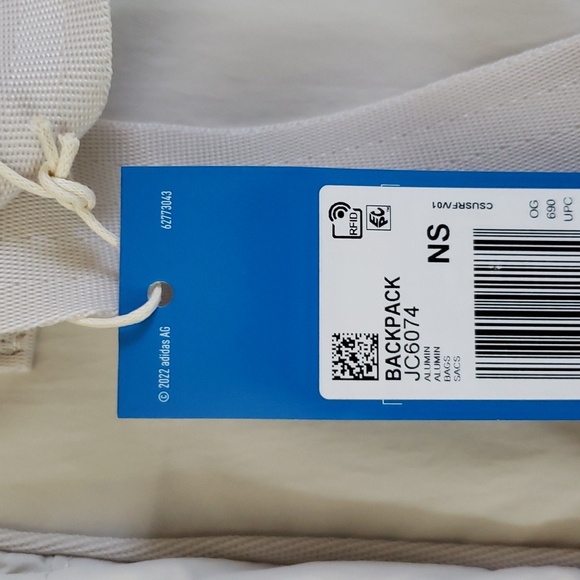 62773043
© 2022 adidas AG
RFID
BACKPACK
JC6074
ALUMIN
ALUMIN
BAGS
SACS
NS
CSUSRF/V01
OG
690
UPC